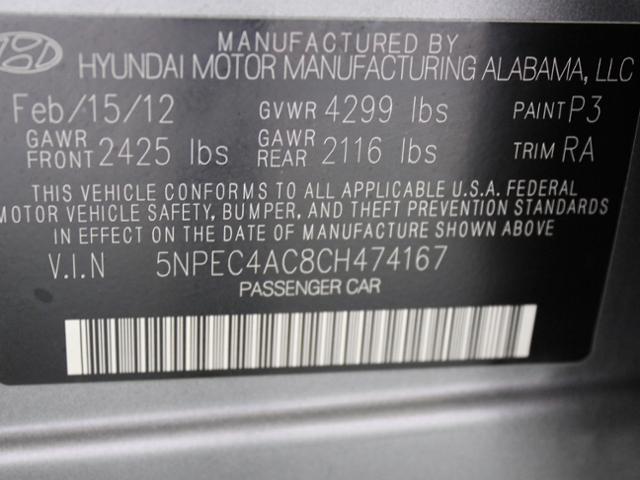 MANUFACTURED BY
HYUNDAI MOTOR MANUFACTURING ALABAMA, LLC
Feb/15/12 GVWR 4299 lbs PAINT P3
GAWR FRONT 2425 lbs GAWR REAR 2116 lbs TRIM RA
THIS VEHICLE CONFORMS TO ALL APPLICABLE U.S.A. FEDERAL
MOTOR VEHICLE SAFETY, BUMPER, AND THEFT PREVENTION STANDARDS
IN EFFECT ON THE DATE OF MANUFACTURE SHOWN ABOVE
V.I.N 5NPEC4AC8CH474167
PASSENGER CAR